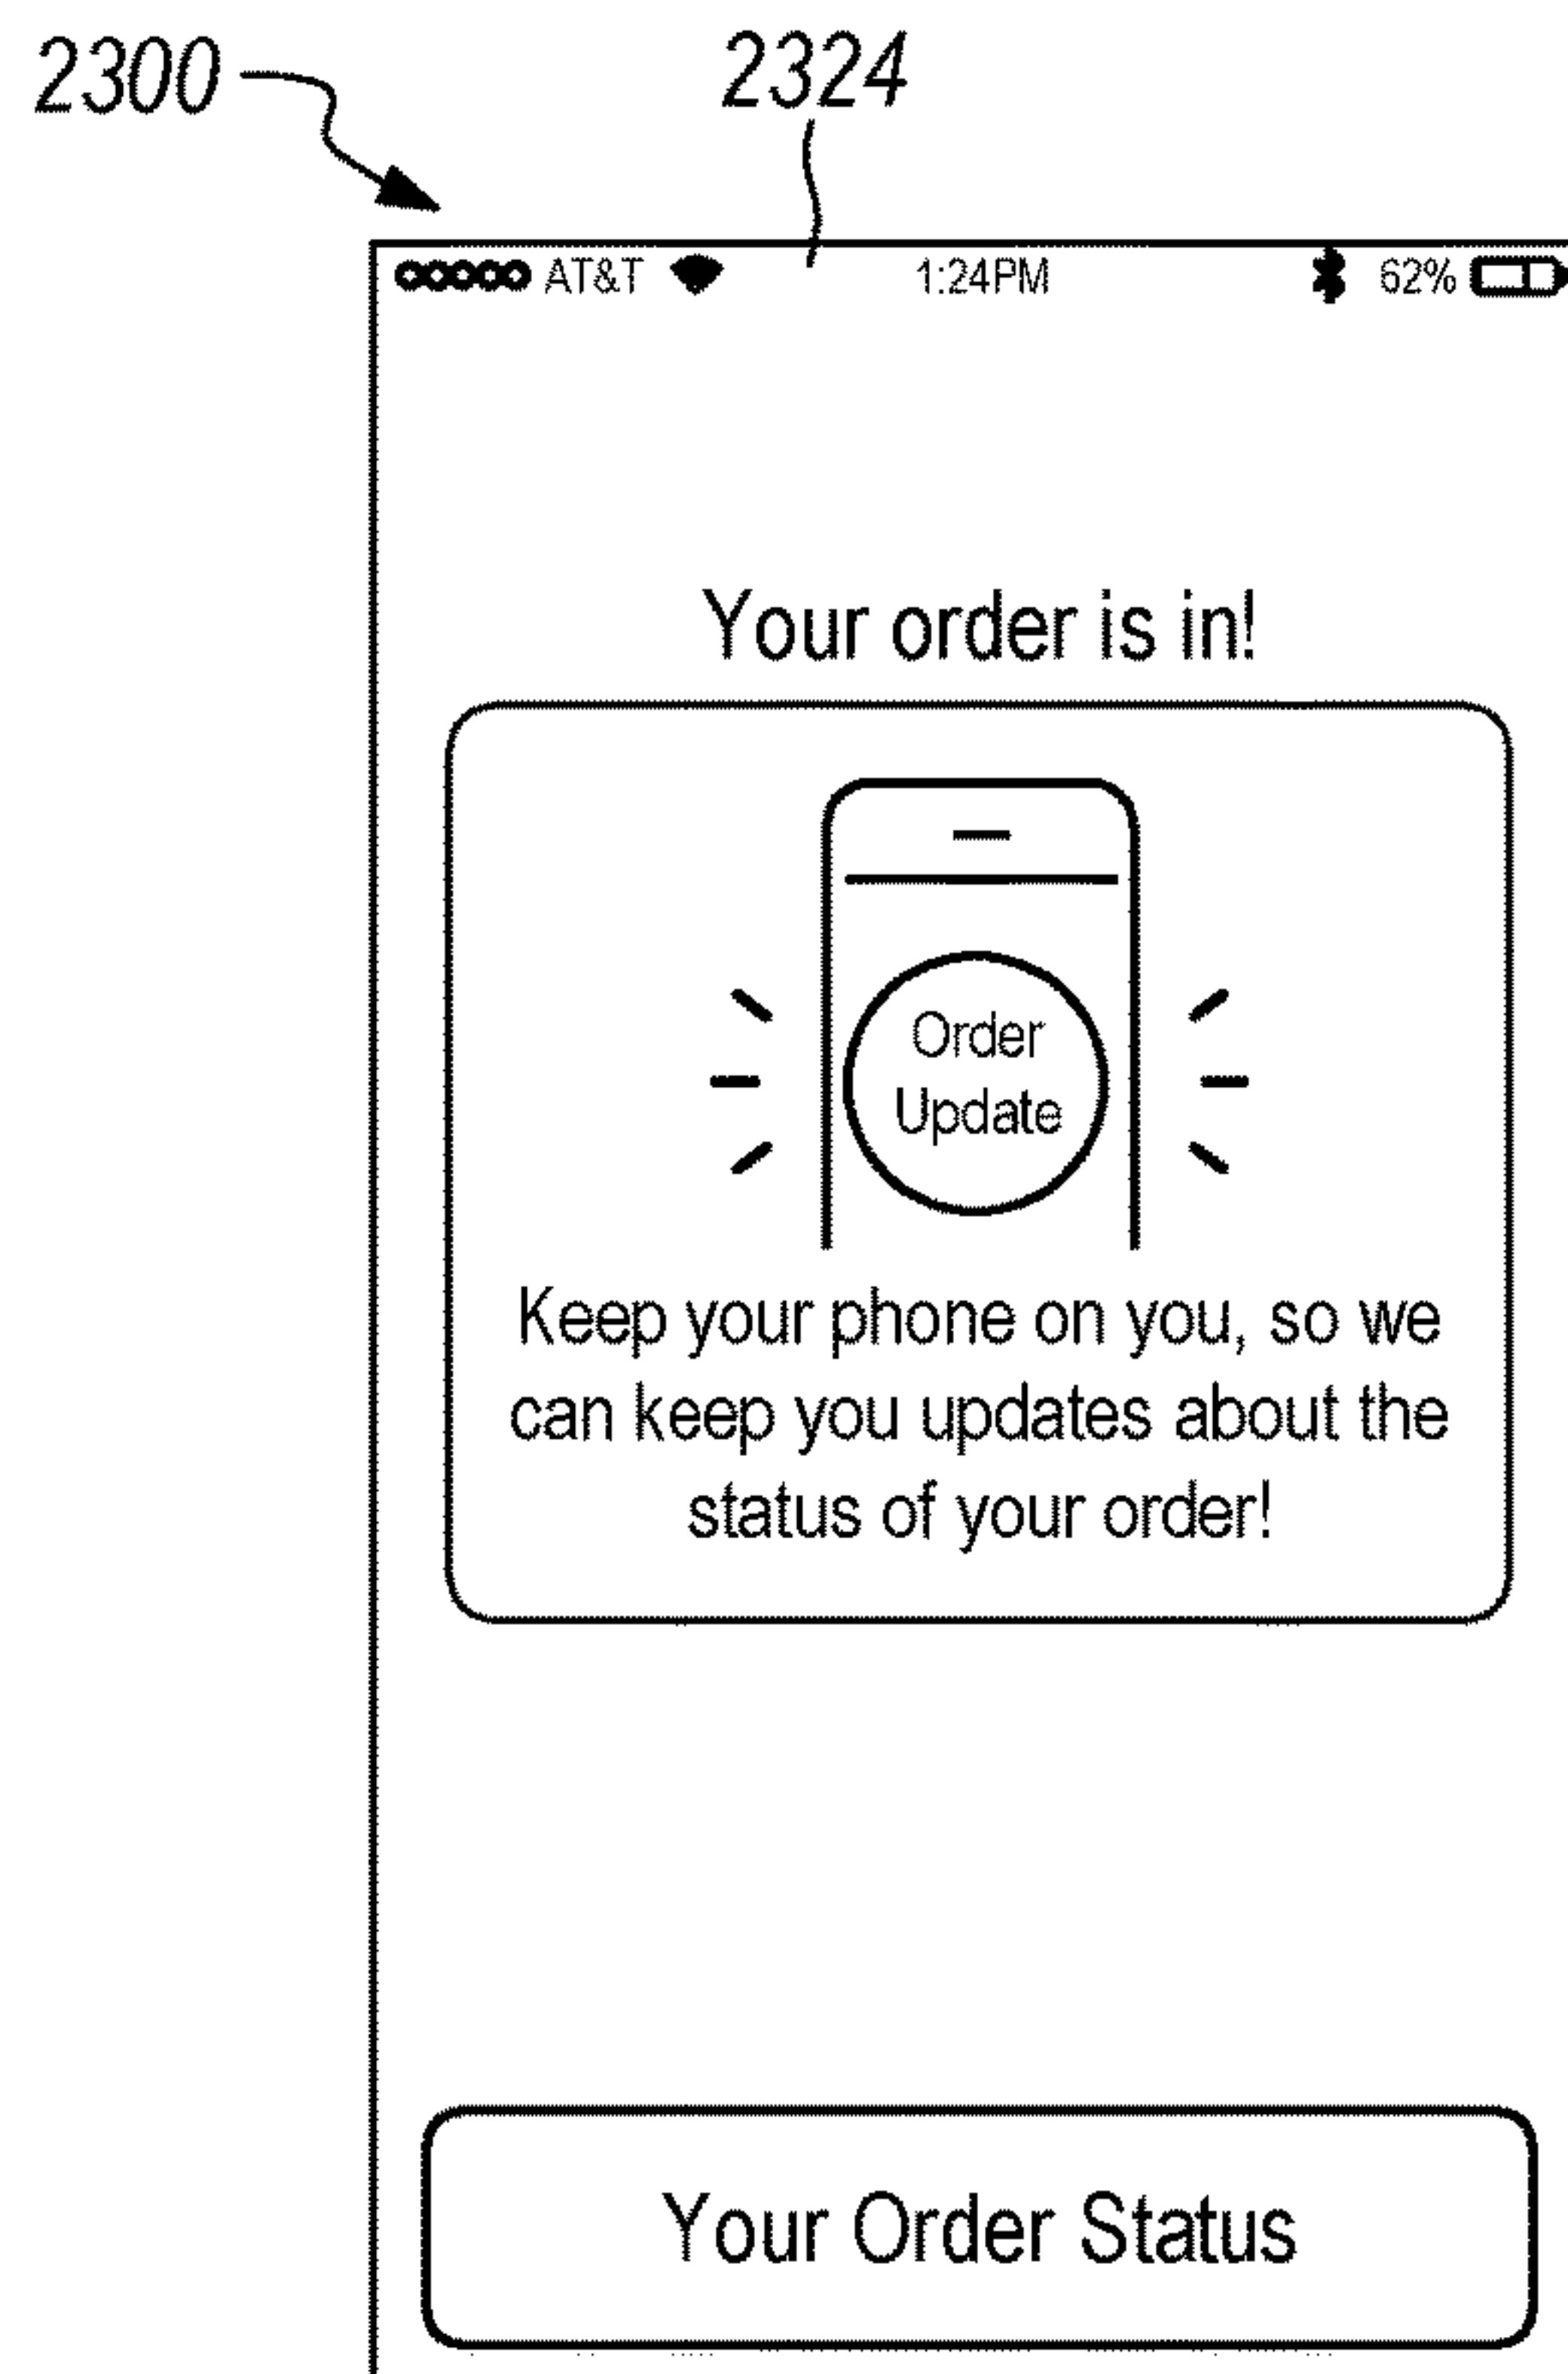 2300
2324
AT&T 1:24PM 62%
Your order is in!
Order
Update
Keep your phone on you, so we
can keep you updates about the
status of your order!
Your Order Status